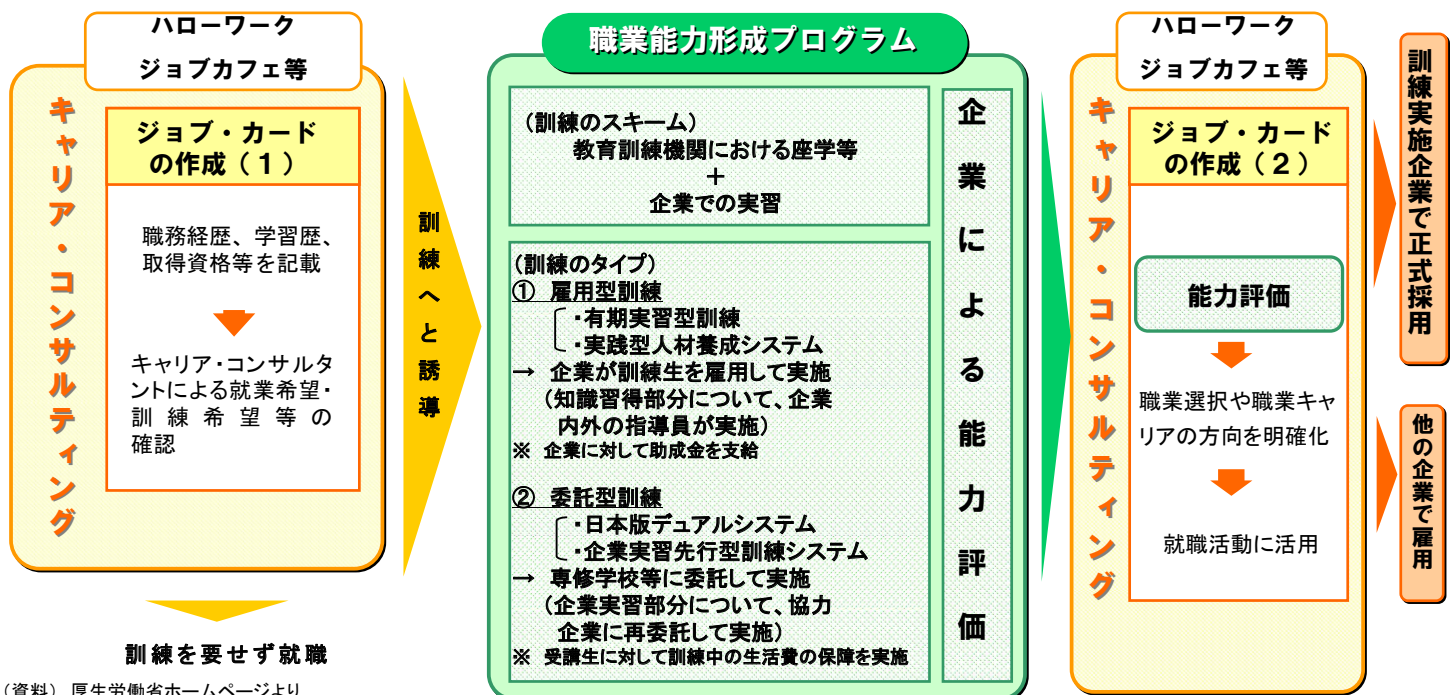 ハローワーク
ジョブカフェ等
キャリア・コンサルティング
ジョブ・カード
の作成（１）
職務経歴、学習歴、
取得資格等を記載
キャリア・コンサルタ
ントによる就業希望・
訓練希望等の
確認
訓練を要せず就職
（資料） 厚生労働省ホームページより
訓練へと誘導
職業能力形成プログラム
（訓練のスキーム）
教育訓練機関における座学等
＋
企業での実習
（訓練のタイプ）
① 雇用型訓練
・有期実習型訓練
・実践型人材養成システム
→ 企業が訓練生を雇用して実施
（知識習得部分について、企業
内外の指導員が実施）
※ 企業に対して助成金を支給
② 委託型訓練
・日本版デュアルシステム
・企業実習先行型訓練システム
→ 専修学校等に委託して実施
（企業実習部分について、協力
企業に再委託して実施）
※ 受講生に対して訓練中の生活費の保障を実施
企業による能力評価
ハローワーク
ジョブカフェ等
キャリア・コンサルティング
ジョブ・カード
の作成（２）
能力評価
職業選択や職業キャ
リアの方向を明確化
就職活動に活用
訓練実施企業で正式採用
他の企業で雇用